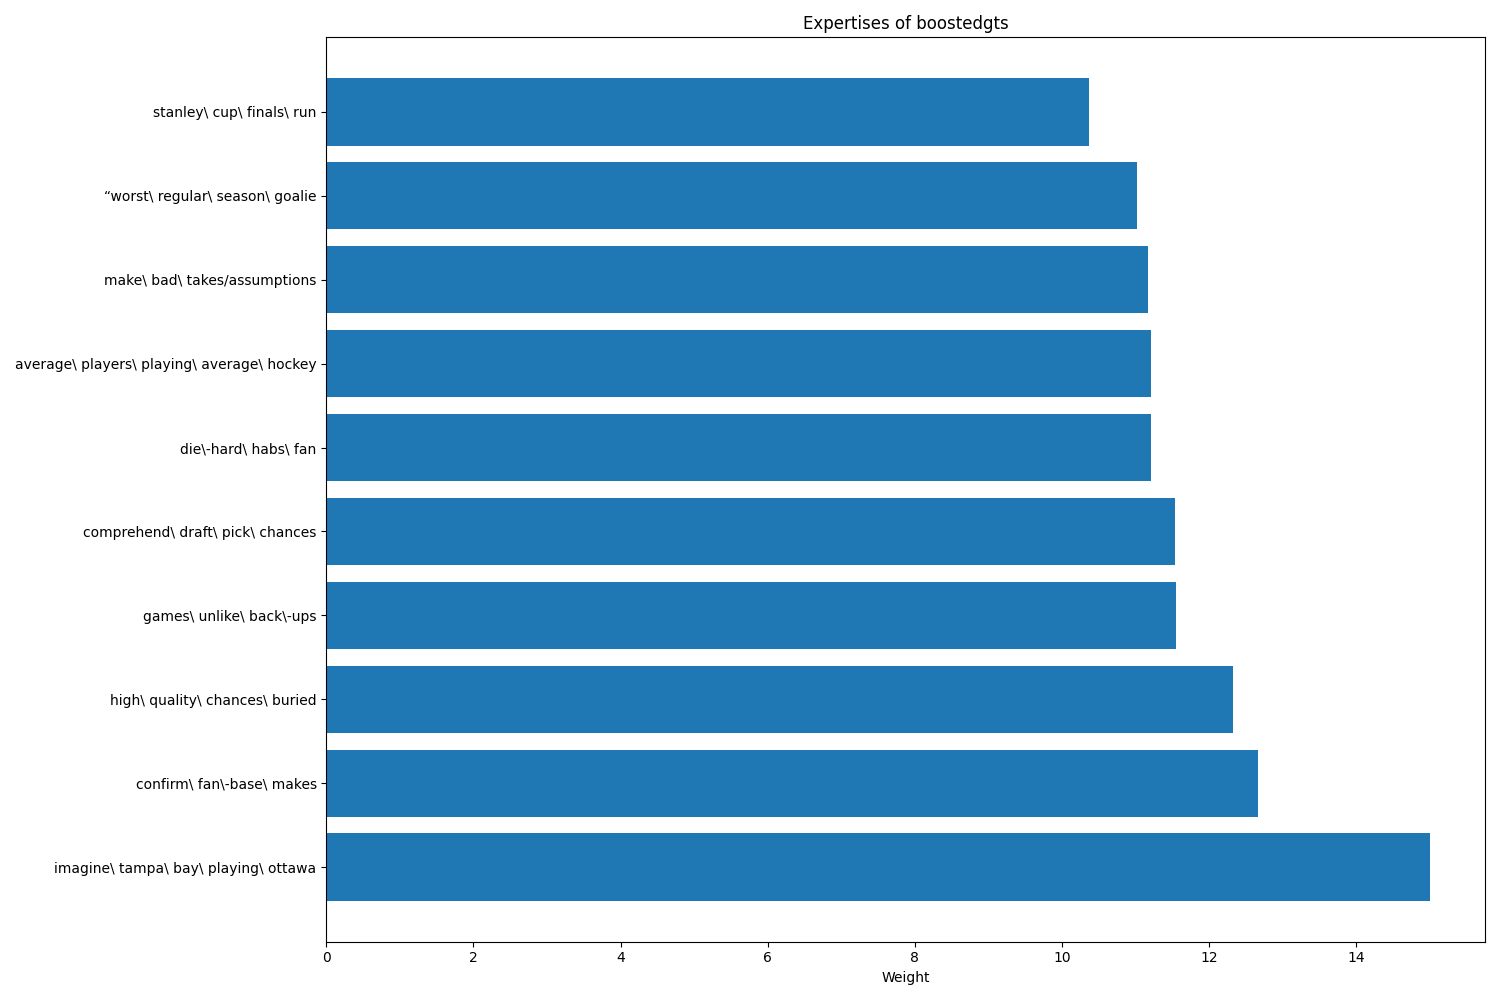 Expertises of boostedgts
stanley\ cup\ finals\ run
“worst\ regular\ season\ goalie
make\ bad\ takes/assumptions
average\ players\ playing\ average\ hockey
die\-hard\ habs\ fan
comprehend\ draft\ pick\ chances
games\ unlike\ back\-ups
high\ quality\ chances\ buried
confirm\ fan\-base\ makes
imagine\ tampa\ bay\ playing\ ottawa
0 2 4 6 8 10 12 14
Weight